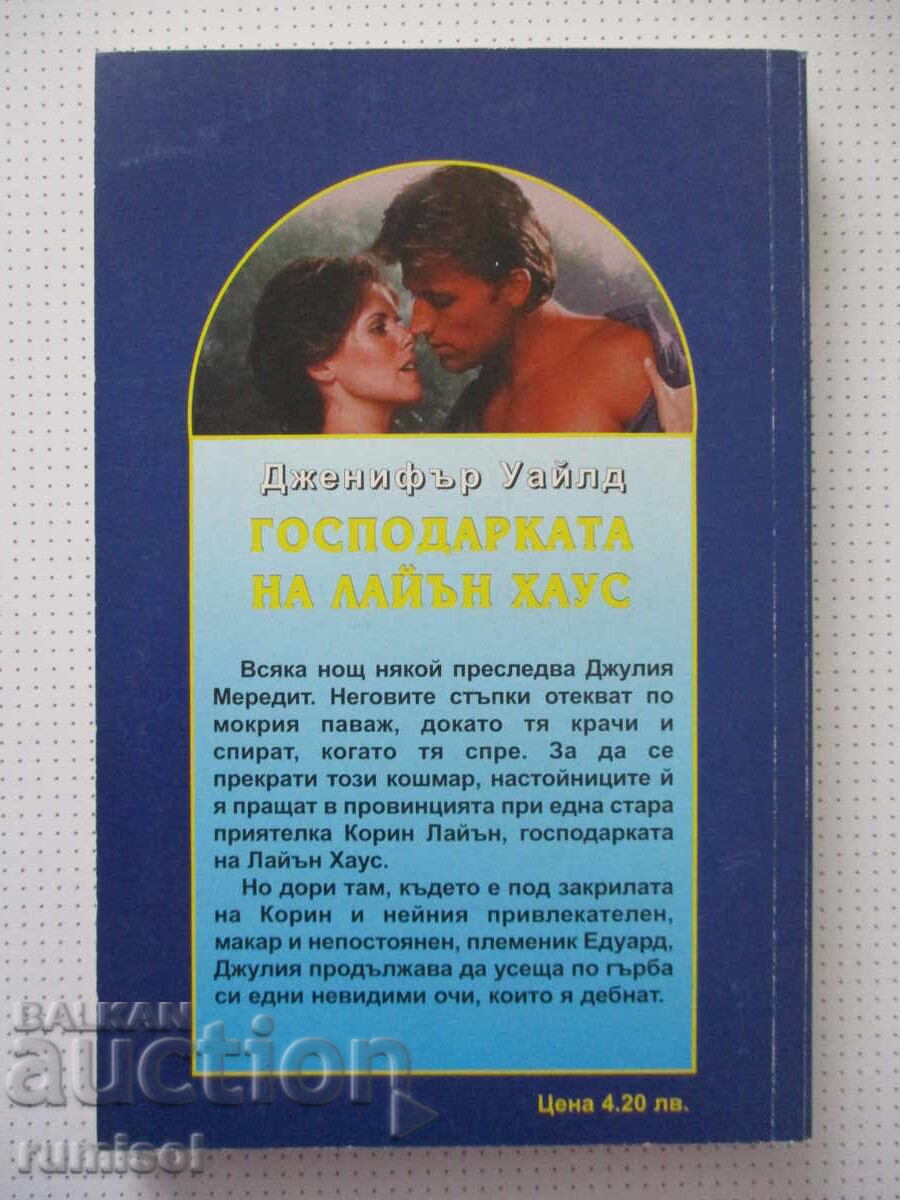 Дженифър Уайлд
ГОСПОДАРКАТА
НА ЛАЙЪН ХАУС
Всяка нощ някой преследва Джулия
Мередит. Неговите стъпки отекват по
мокрия паваж, докато тя крачи и
спират, когато тя спре. За да се
прекрати този кошмар, настойниците й
я пращат в провинцията при една стара
приятелка Корин Лайън, господарката
на Лайън Хаус.
Но дори там, където е под закрилата
на Корин и нейния привлекателен,
макар и непостоянен, племеник Едуард,
Джулия продължава да усеща по гърба
си едни невидими очи, които я дебнат.
Цена 4.20 лв.
BALKAN
auction
rumisol